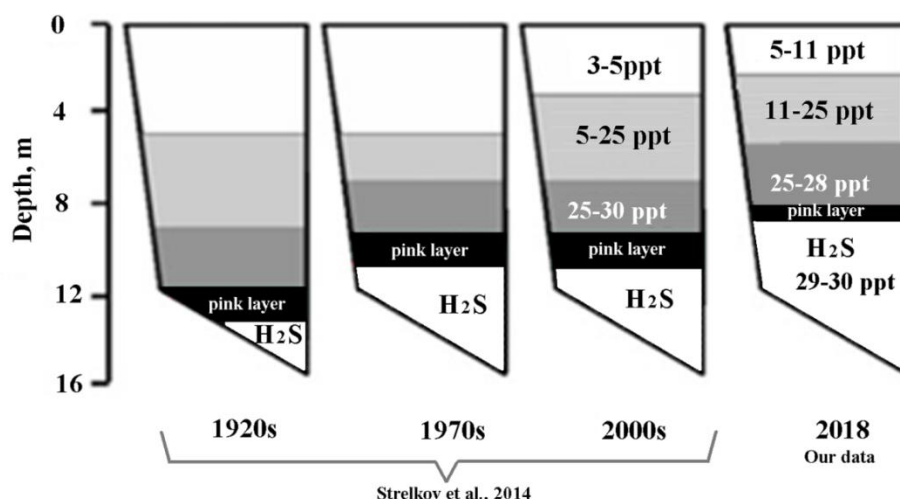 0
4
8
12
16
Depth, m
pink layer
H₂S
1920s
pink layer
H₂S
1970s
3-5ppt
5-25 ppt
25-30 ppt
pink layer
H₂S
2000s
5-11 ppt
11-25 ppt
25-28 ppt
pink layer
H₂S
29-30 ppt
2018
Our data
Strelkov et al., 2014